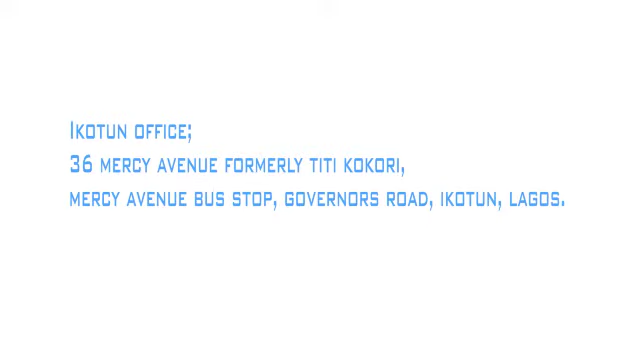 Ikotun office;
36 mercy avenue formerly titi kokori,
mercy avenue bus stop, governors road, ikotun, lagos.